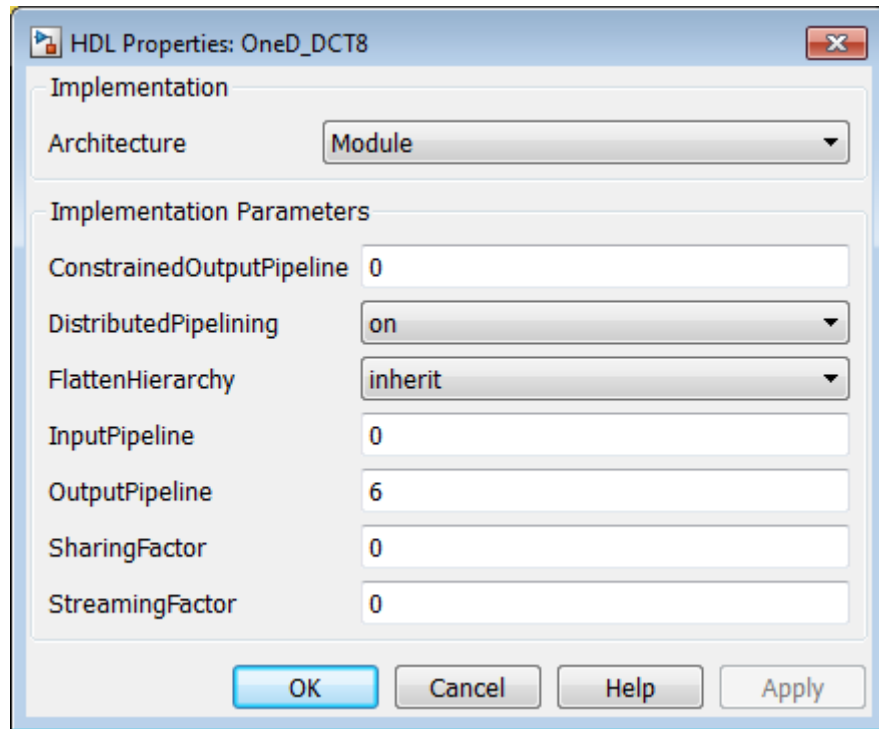 HDL Properties: OneD_DCT8
Implementation
Architecture Module
Implementation Parameters
ConstrainedOutputPipeline 0
DistributedPipelining on
FlattenHierarchy inherit
InputPipeline 0
OutputPipeline 6
SharingFactor 0
StreamingFactor 0
OK Cancel Help Apply